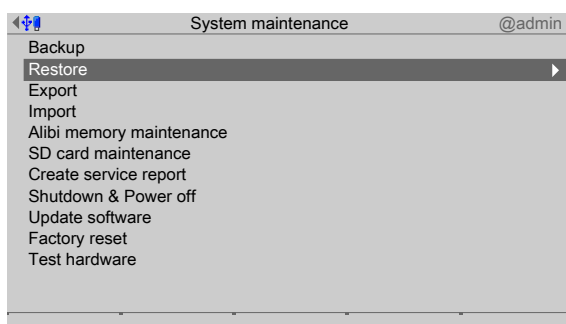 System maintenance @admin
Backup
Restore
Export
Import
Alibi memory maintenance
SD card maintenance
Create service report
Shutdown & Power off
Update software
Factory reset
Test hardware